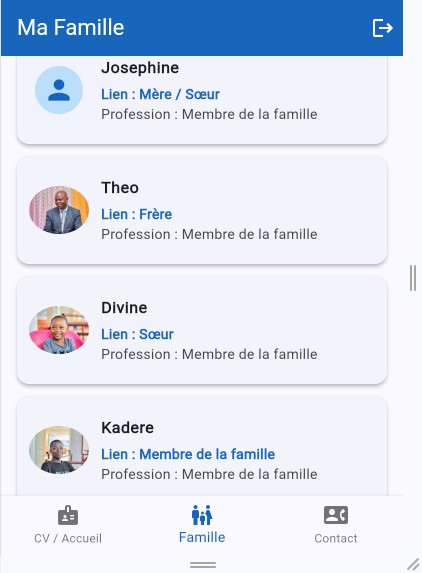 Ma Famille
Josephine
Lien : Mère / Sœur
Profession : Membre de la famille
Theo
Lien : Frère
Profession : Membre de la famille
Divine
Lien : Sœur
Profession : Membre de la famille
Kadere
Lien : Membre de la famille
Profession : Membre de la famille
CV / Accueil
Famille
Contact